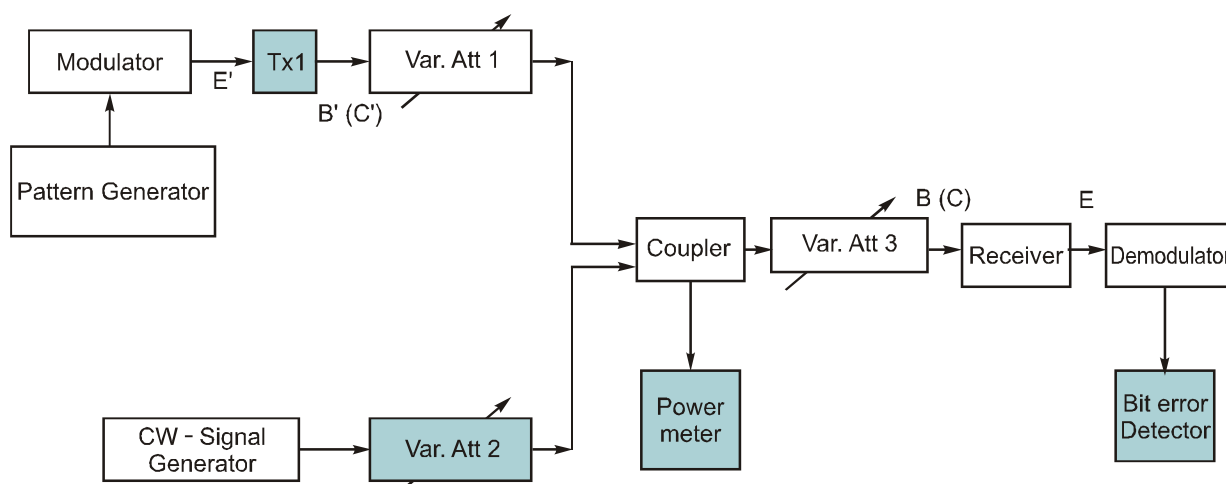 Modulator
E'
Tx1
B' (C')
Var. Att 1
Pattern Generator
B (C)
E
Coupler
Var. Att 3
Receiver
Demodulator
Power
meter
Bit error
Detector
CW - Signal
Generator
Var. Att 2